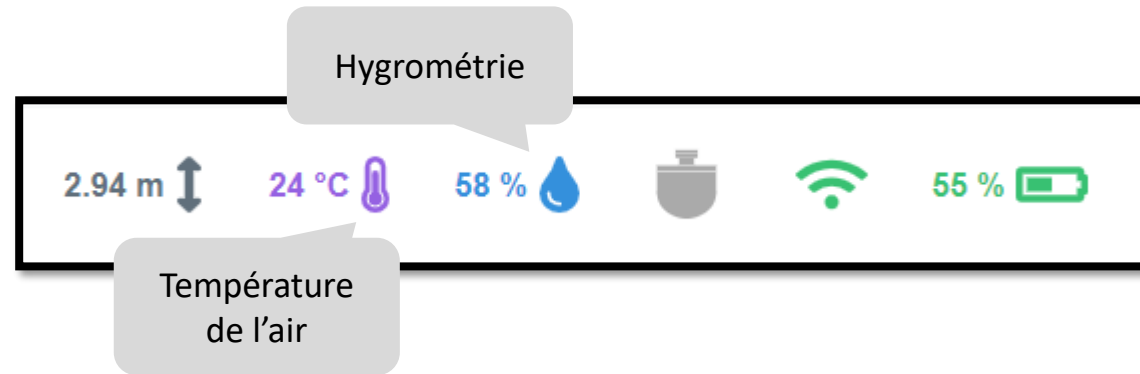 Hygrométrie
2.94 m 24 °C 58 % 55 %
Température
de l’air